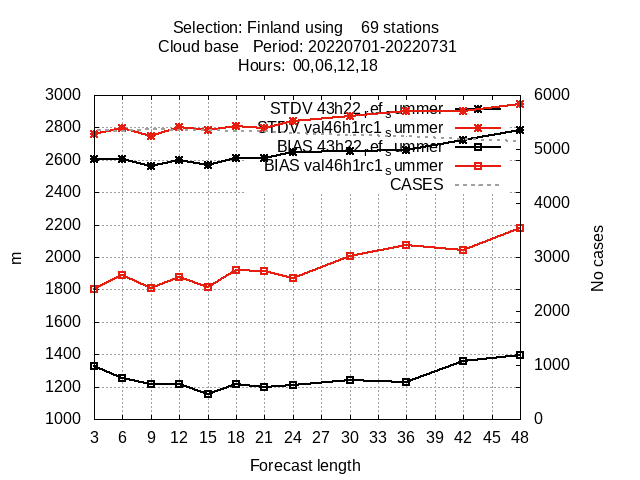 Selection: Finland using 69 stations
Cloud base Period: 20220701-20220731
Hours: 00,06,12,18
3000
2800
2600
2400
2200
2000
1800
1600
1400
1200
1000
6000
5000
4000
3000
2000
1000
0
m
No cases
STDV 43h22_ref_summer
STDV val46h1rc1_summer
BIAS 43h22_ref_summer
BIAS val46h1rc1_summer
CASES
3 6 9 12 15 18 21 24 27 30 33 36 39 42 45 48
Forecast length